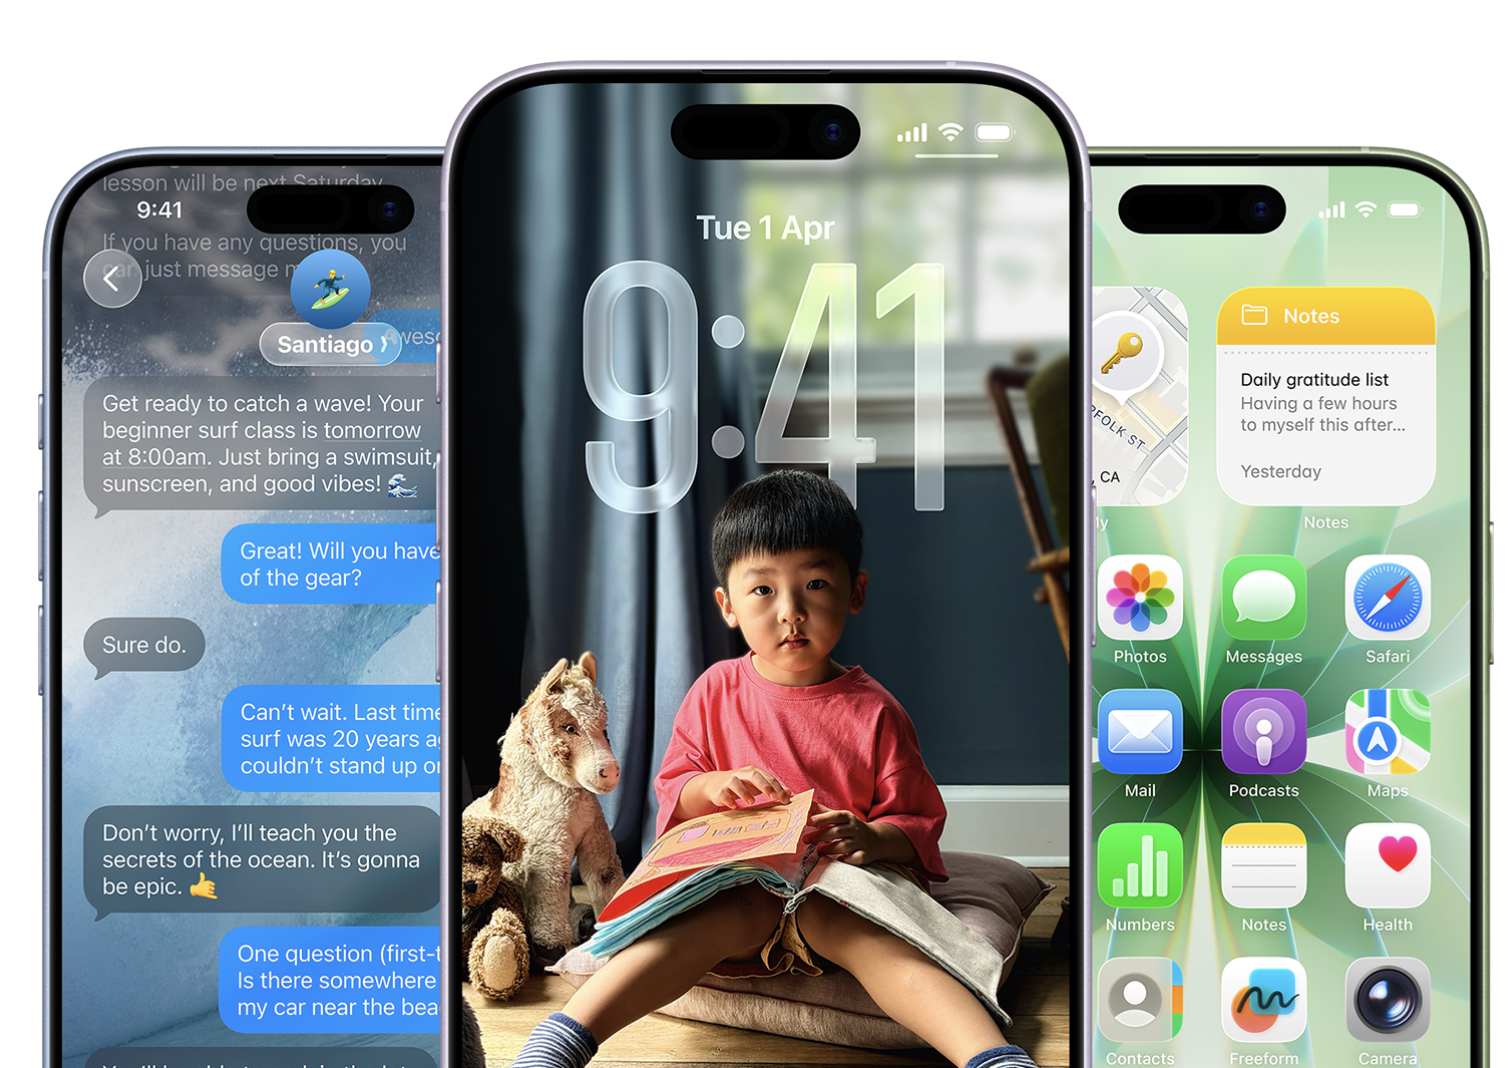 lesson will be next Saturday
9:41
If you have any questions, you
can just message
Santiago
Get ready to catch a wave! Your
beginner surf class is tomorrow
at 8:00am. Just bring a swimsuit,
sunscreen, and good vibes! 🌊
Great! Will you have
of the gear?
Sure do.
Can’t wait. Last time
surf was 20 years
couldn’t stand up
Don’t worry, I’ll teach you the
secrets of the ocean. It’s gonna
be epic. 🤙
One question
Is there somewhere
my car near the
Tue 1 Apr
9:41
FOLK ST
, CA
Notes
Daily gratitude list
Having a few hours
to myself this after...
Yesterday
Notes
Photos
Messages
Safari
Mail
Podcasts
Maps
Numbers
Notes
Health
Contacts
Freeform
Camera